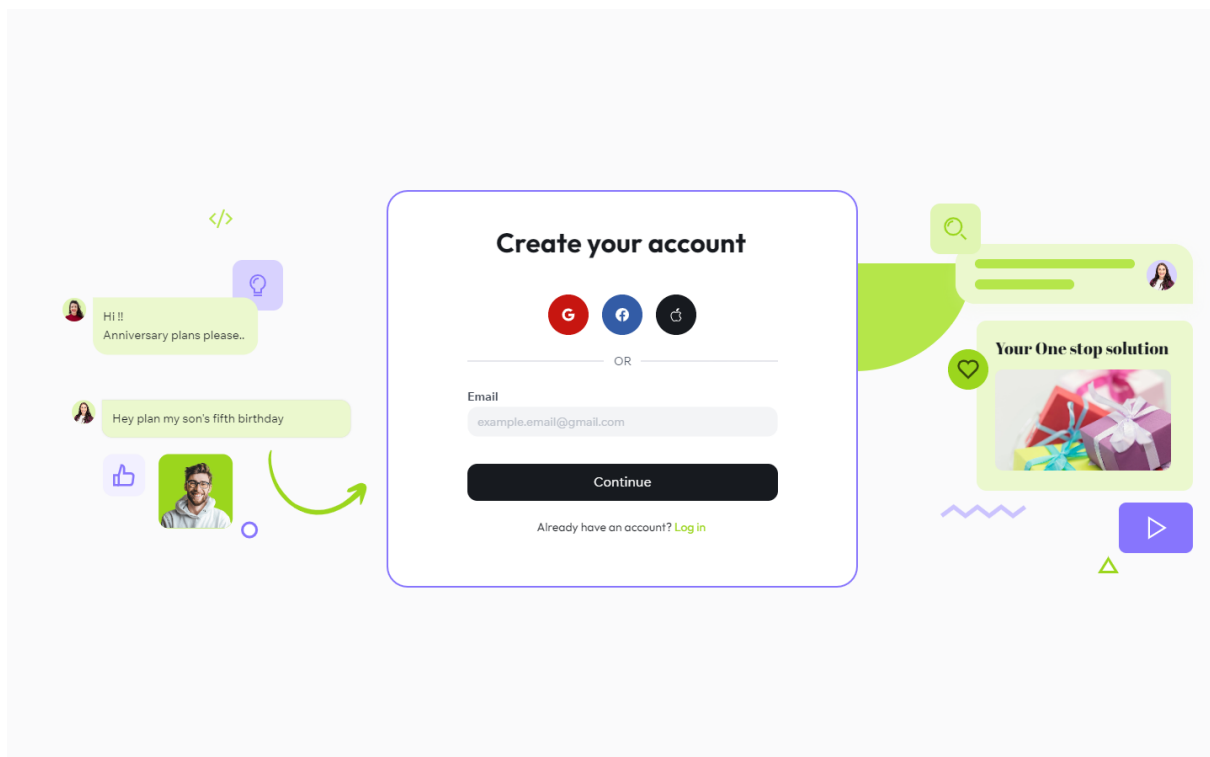 Create your account
Hi !!
Anniversary plans please..
OR
Your One stop solution
Email
example.email@gmail.com
Hey plan my son's fifth birthday
Continue
Already have an account? Log in